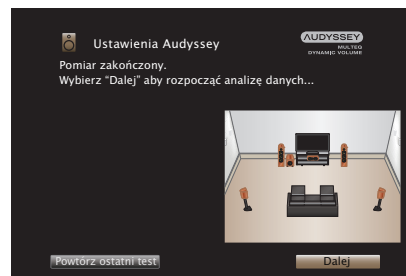 Ustawienia Audyssey
AUDYSSEY
MULTEQ
DYNAMIC VOLUME
Pomiar zakończony.
Wybierz “Dalej” aby rozpocząć analizę danych...
Powtórz ostatni test
Dalej